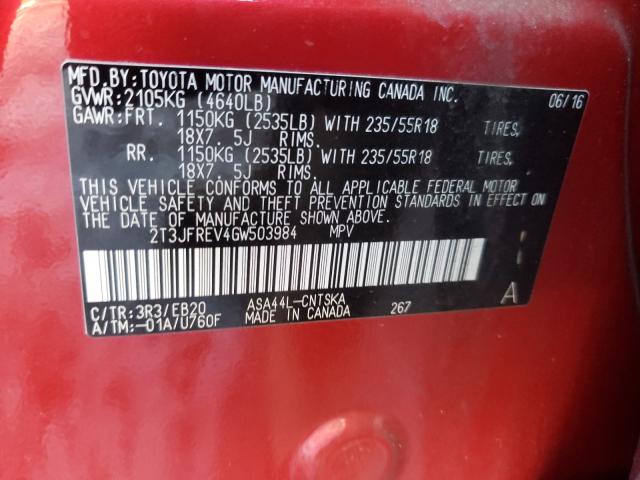 MFD.BY:TOYOTA MOTOR MANUFACTURING CANADA INC.
GVWR:2105KG (4640LB) 06/16
GAWR:FRT. 1150KG (2535LB) WITH 235/55R18 TIRES,
18X7. 5J RIMS.
RR. 1150KG (2535LB) WITH 235/55R18 TIRES,
18X7. 5J RIMS.
THIS VEHICLE CONFORMS TO ALL APPLICABLE FEDERAL MOTOR
VEHICLE SAFETY AND THEFT PREVENTION STANDARDS IN EFFECT ON
THE DATE OF MANUFACTURE SHOWN ABOVE.
2T3JFREV4GW503984 MPV
C/TR:3R3/EB20 ASA44L-CNTSKA A
A/TM:-01A/U760F MADE IN CANADA 267